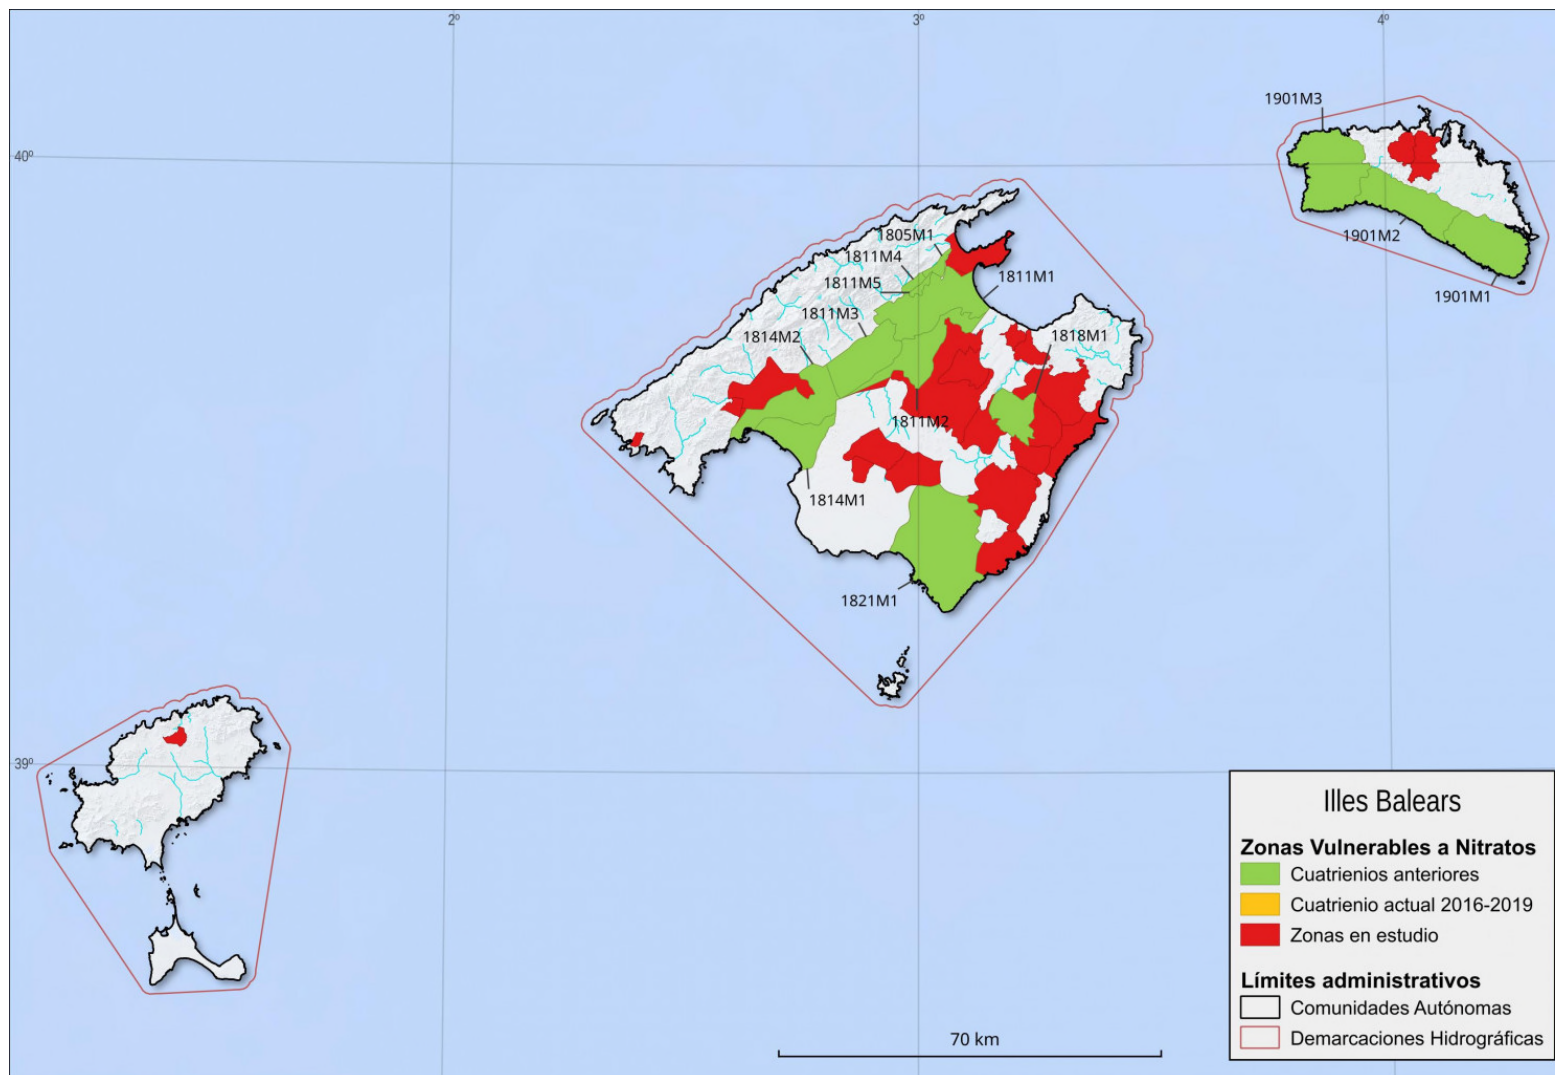 2º
3º
4º
1901M3
40º
1805M1
1901M2
1811M4
1811M1
1811M5
1901M1
1811M3
1814M2
1818M1
1811M2
1814M1
1821M1
39º
Illes Balears
Zonas Vulnerables a Nitratos
Cuatrienios anteriores
Cuatrienio actual 2016-2019
Zonas en estudio
Límites administrativos
Comunidades Autónomas
Demarcaciones Hidrográficas
70 km